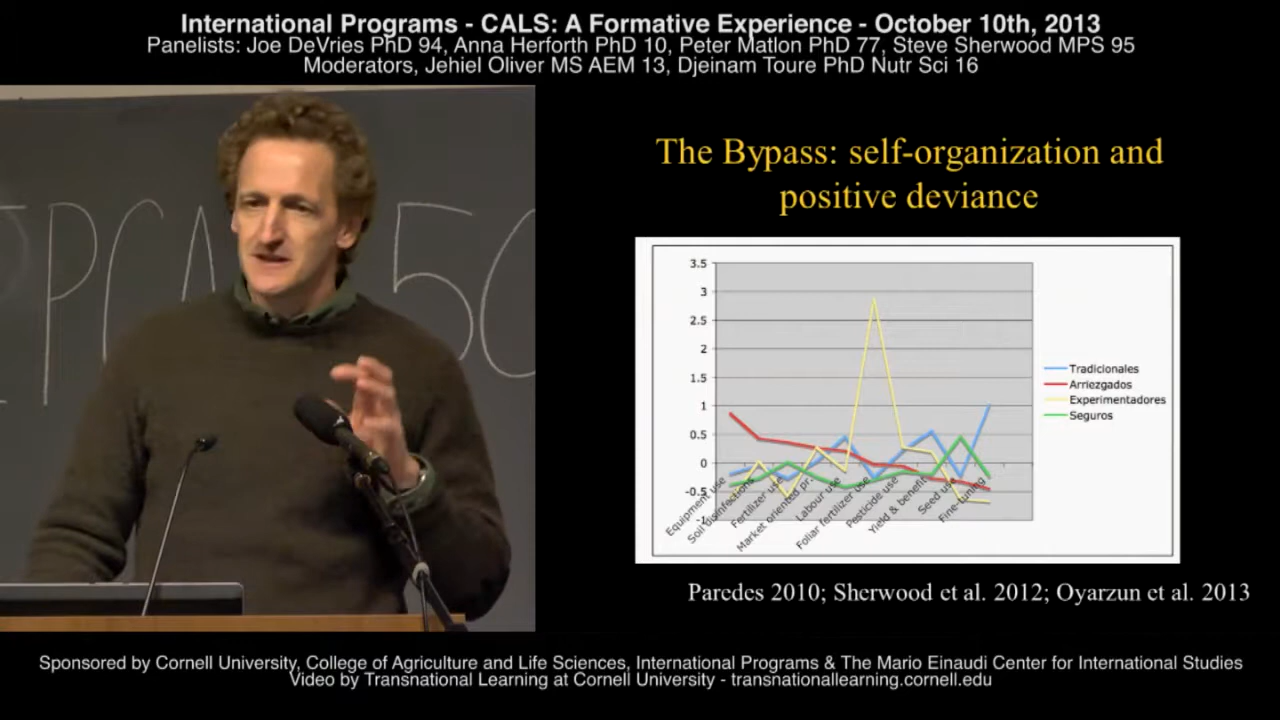 International Programs - CALS: A Formative Experience - October 10th, 2013
Panelists: Joe DeVries PhD 94, Anna Herforth PhD 10, Peter Matlon PhD 77, Steve Sherwood MPS 95
Moderators, Jehiel Oliver MS AEM 13, Djeinam Toure PhD Nutr Sci 16
IPCA 50
The Bypass: self-organization and
positive deviance
3.5
3
2.5
2
1.5
1
0.5
0
-0.5
-1
Equipment use
Soil disinfections
Fertilizer use
Market oriented pr.
Labour use
Foliar fertilizer use
Pesticide use
Yield & benefit
Seed use
Fine-tuning
Tradicionales
Arriezgados
Experimentadores
Seguros
Paredes 2010; Sherwood et al. 2012; Oyarzun et al. 2013
Sponsored by Cornell University, College of Agriculture and Life Sciences, International Programs & The Mario Einaudi Center for International Studies
Video by Transnational Learning at Cornell University - transnationallearning.cornell.edu